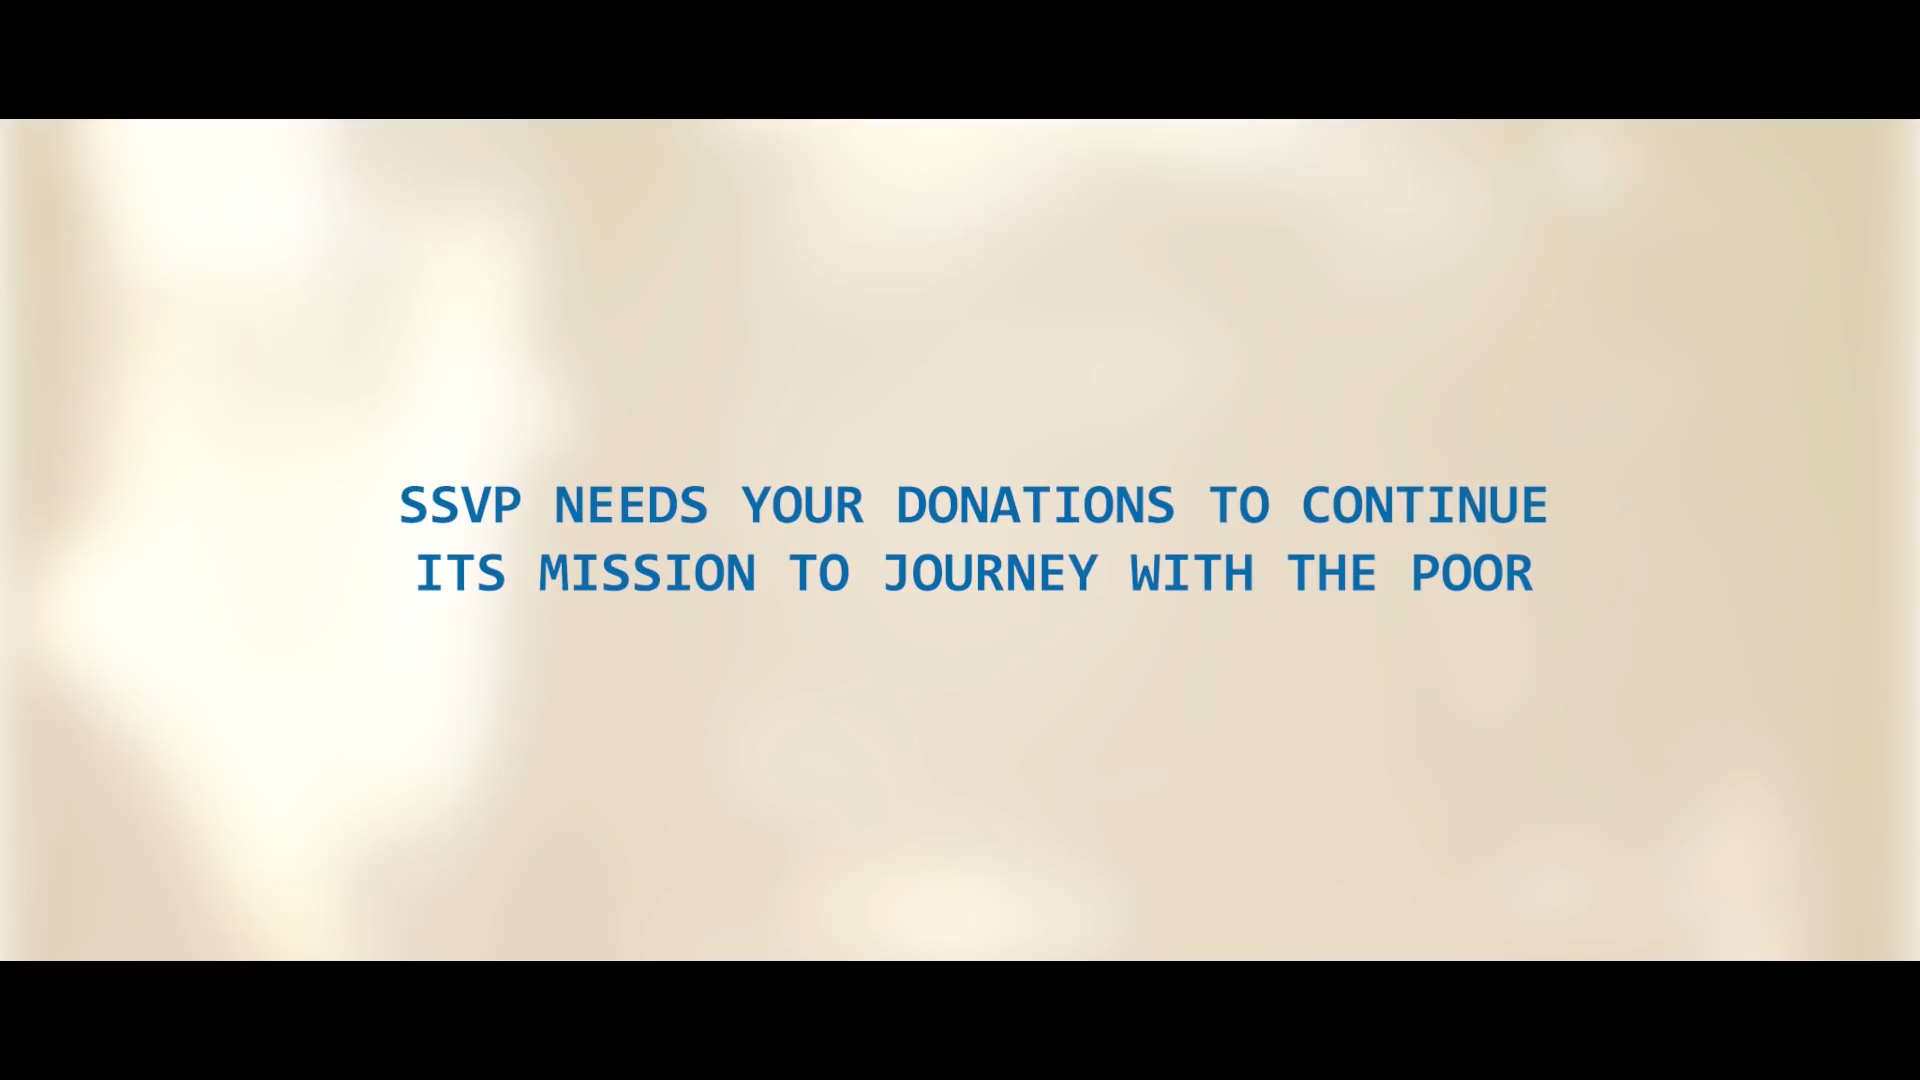 SSVP NEEDS YOUR DONATIONS TO CONTINUE
ITS MISSION TO JOURNEY WITH THE POOR